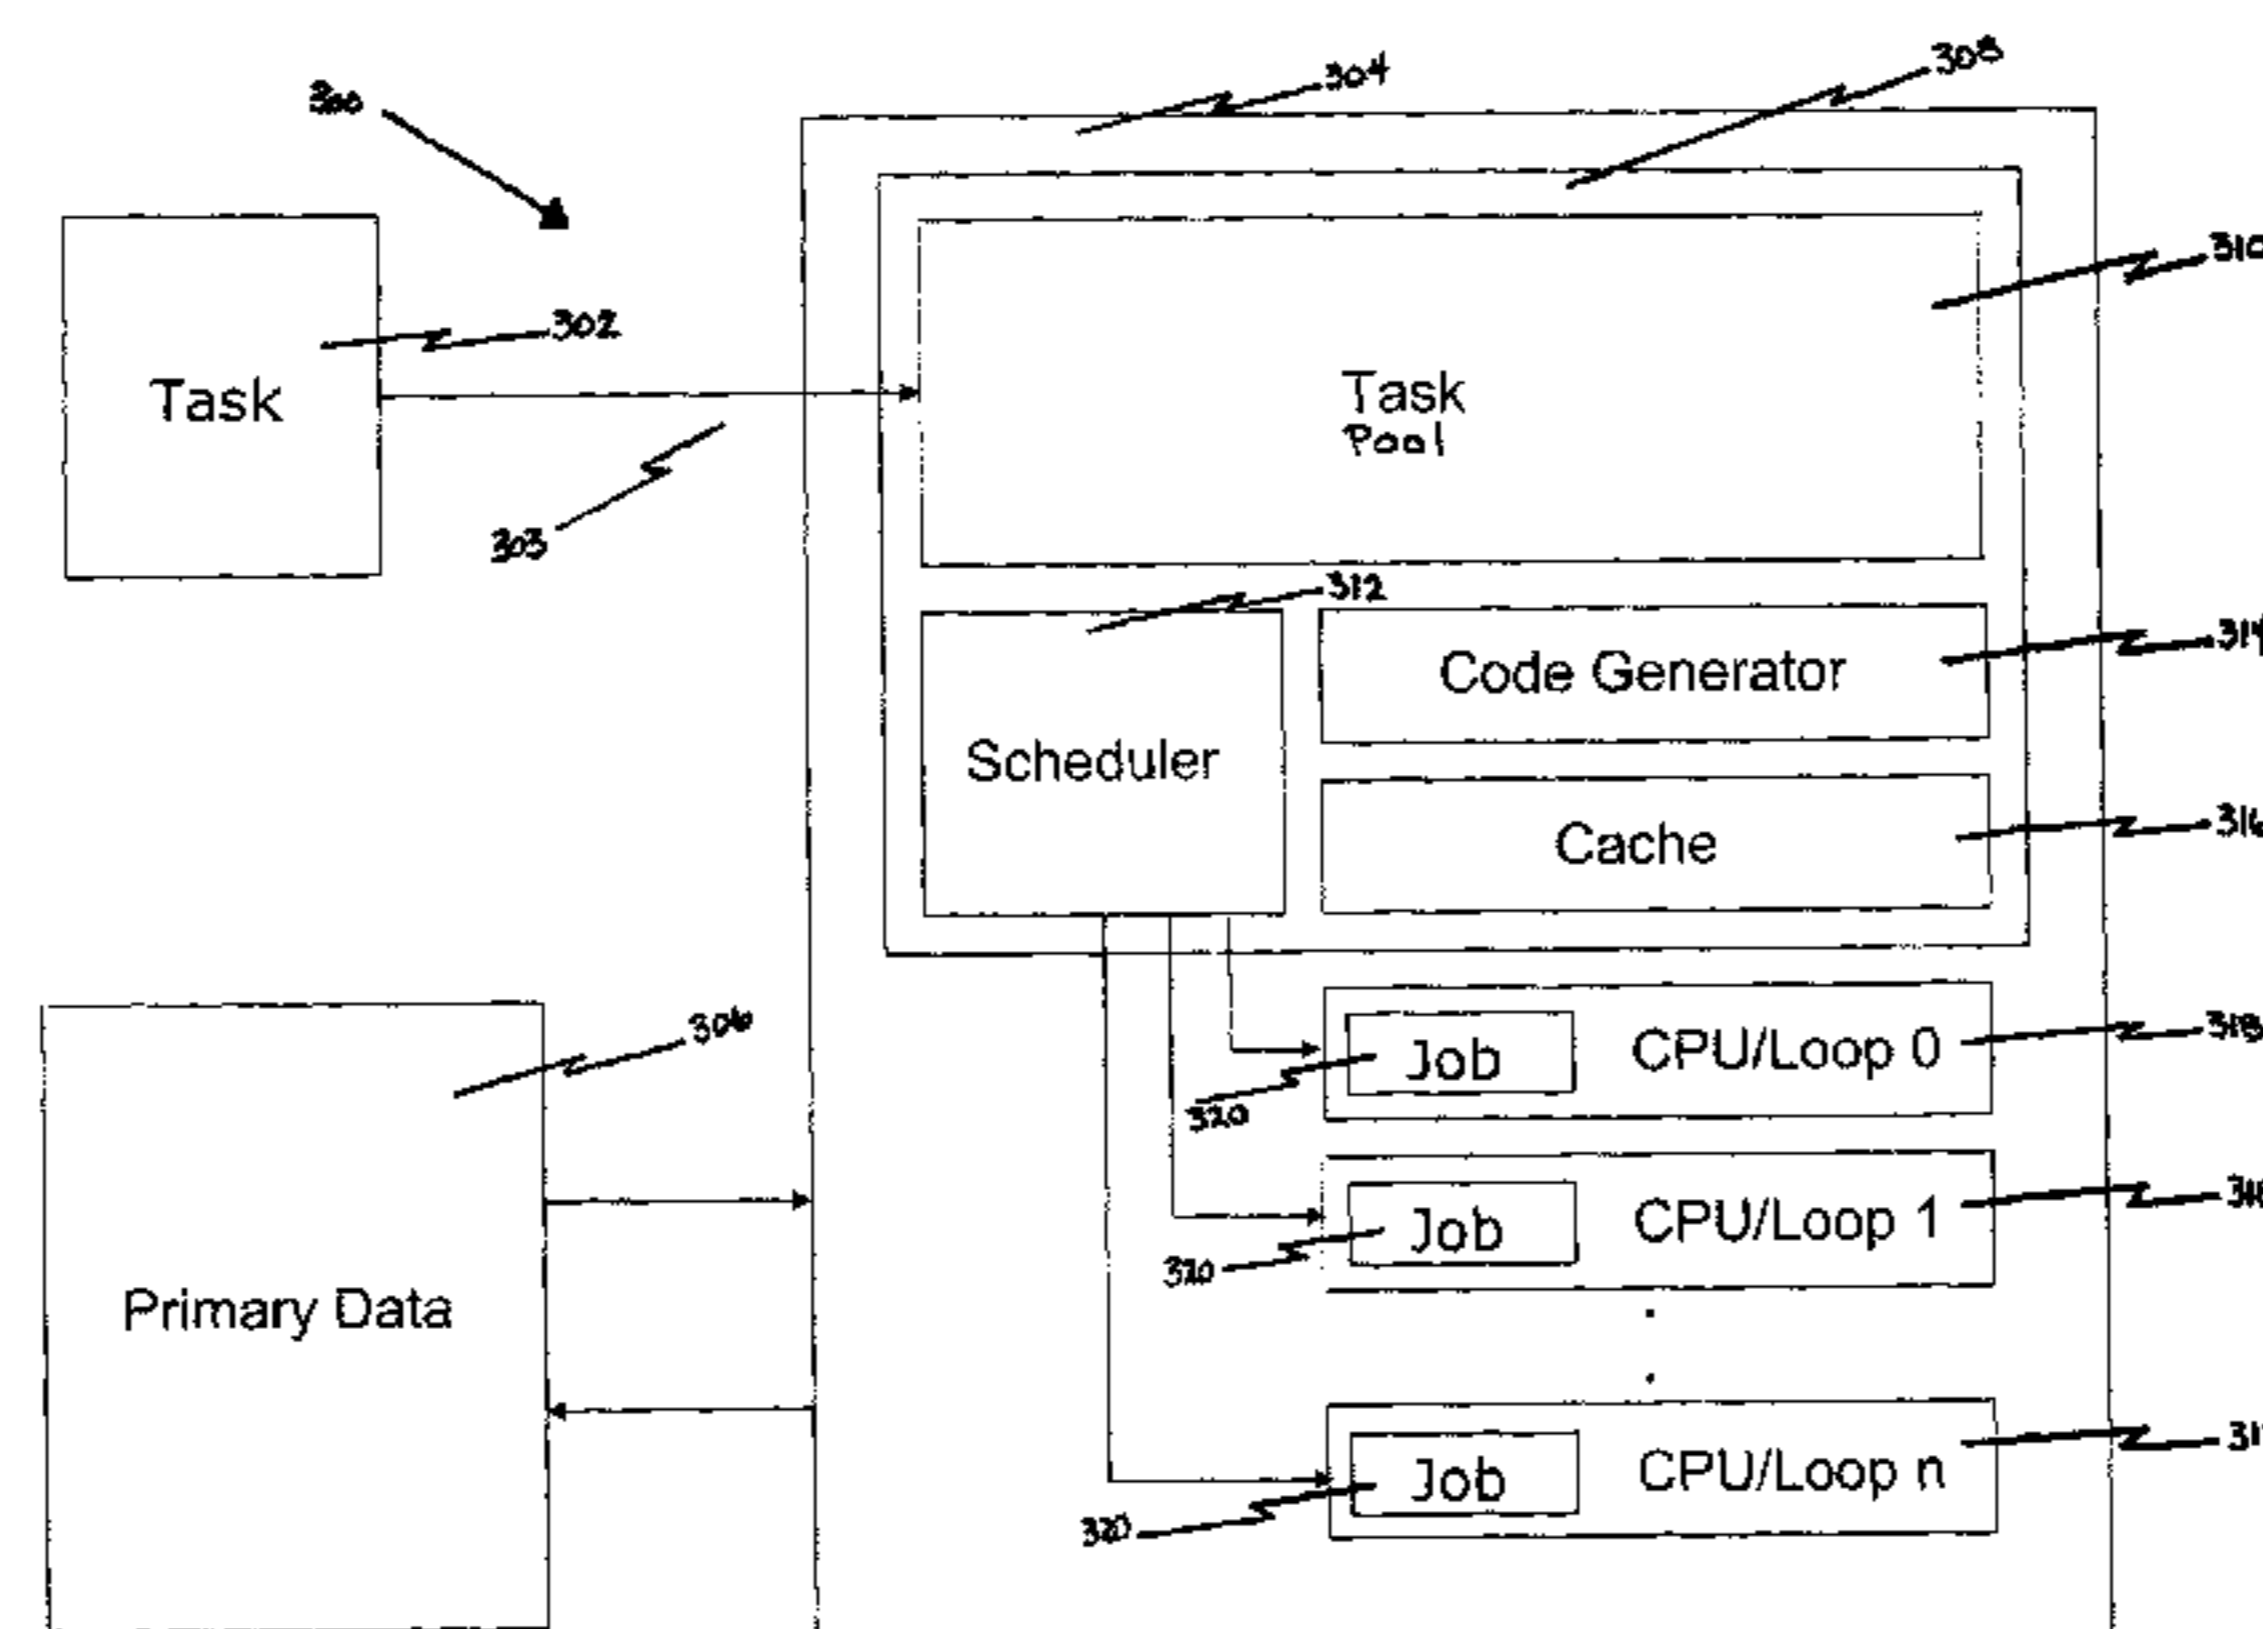 300
304
308
310
302
Task
Task
Pool
303
312
Code Generator
Scheduler
Cache
306
Job
CPU/Loop 0
320
Job
CPU/Loop 1
320
Primary Data
Job
CPU/Loop n
320